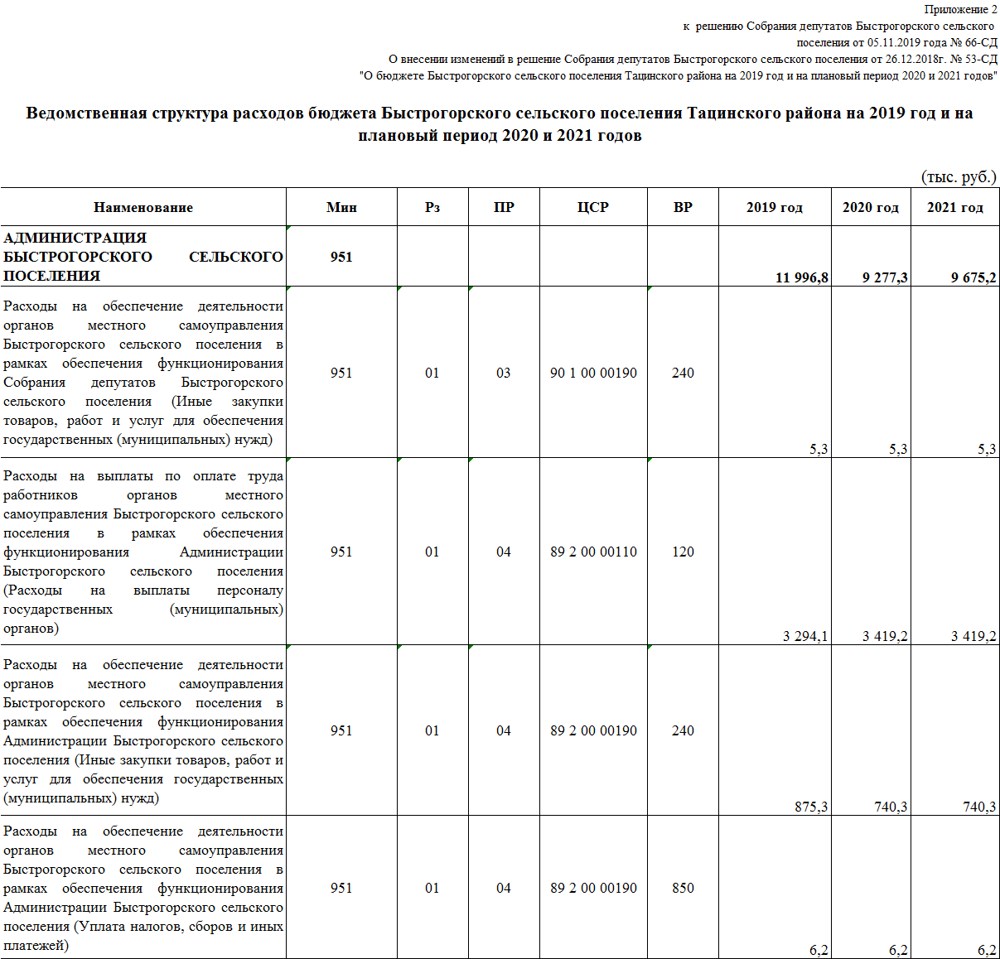 Приложение 2
к решению Собрания депутатов Быстрогорского сельского
поселения от 05.11.2019 года № 66-СД
О внесении изменений в решение Собрания депутатов Быстрогорского сельского поселения от 26.12.2018г. № 53-СД
"О бюджете Быстрогорского сельского поселения Тацинского района на 2019 год и на плановый период 2020 и 2021 годов"
Ведомственная структура расходов бюджета Быстрогорского сельского поселения Тацинского района на 2019 год и на
плановый период 2020 и 2021 годов
(тыс. руб.)
Наименование Мин Рз ПР ЦСР ВР 2019 год 2020 год 2021 год
АДМИНИСТРАЦИЯ
БЫСТРОГОРСКОГО СЕЛЬСКОГО
ПОСЕЛЕНИЯ
951
11 996,8 9 277,3 9 675,2
Расходы на обеспечение деятельности
органов местного самоуправления
Быстрогорского сельского поселения в
рамках обеспечения функционирования
Собрания депутатов Быстрогорского
сельского поселения (Иные закупки
товаров, работ и услуг для обеспечения
государственных (муниципальных) нужд)
951 01 03 90 1 00 00190 240
5,3 5,3 5,3
Расходы на выплаты по оплате труда
работников органов местного
самоуправления Быстрогорского сельского
поселения в рамках обеспечения
функционирования Администрации
Быстрогорского сельского поселения
(Расходы на выплаты персоналу
государственных (муниципальных)
органов)
951 01 04 89 2 00 00110 120
3 294,1 3 419,2 3 419,2
Расходы на обеспечение деятельности
органов местного самоуправления
Быстрогорского сельского поселения в
рамках обеспечения функционирования
Администрации Быстрогорского сельского
поселения (Иные закупки товаров, работ и
услуг для обеспечения государственных
(муниципальных) нужд)
951 01 04 89 2 00 00190 240
875,3 740,3 740,3
Расходы на обеспечение деятельности
органов местного самоуправления
Быстрогорского сельского поселения в
рамках обеспечения функционирования
Администрации Быстрогорского сельского
поселения (Уплата налогов, сборов и иных
платежей)
951 01 04 89 2 00 00190 850
6,2 6,2 6,2